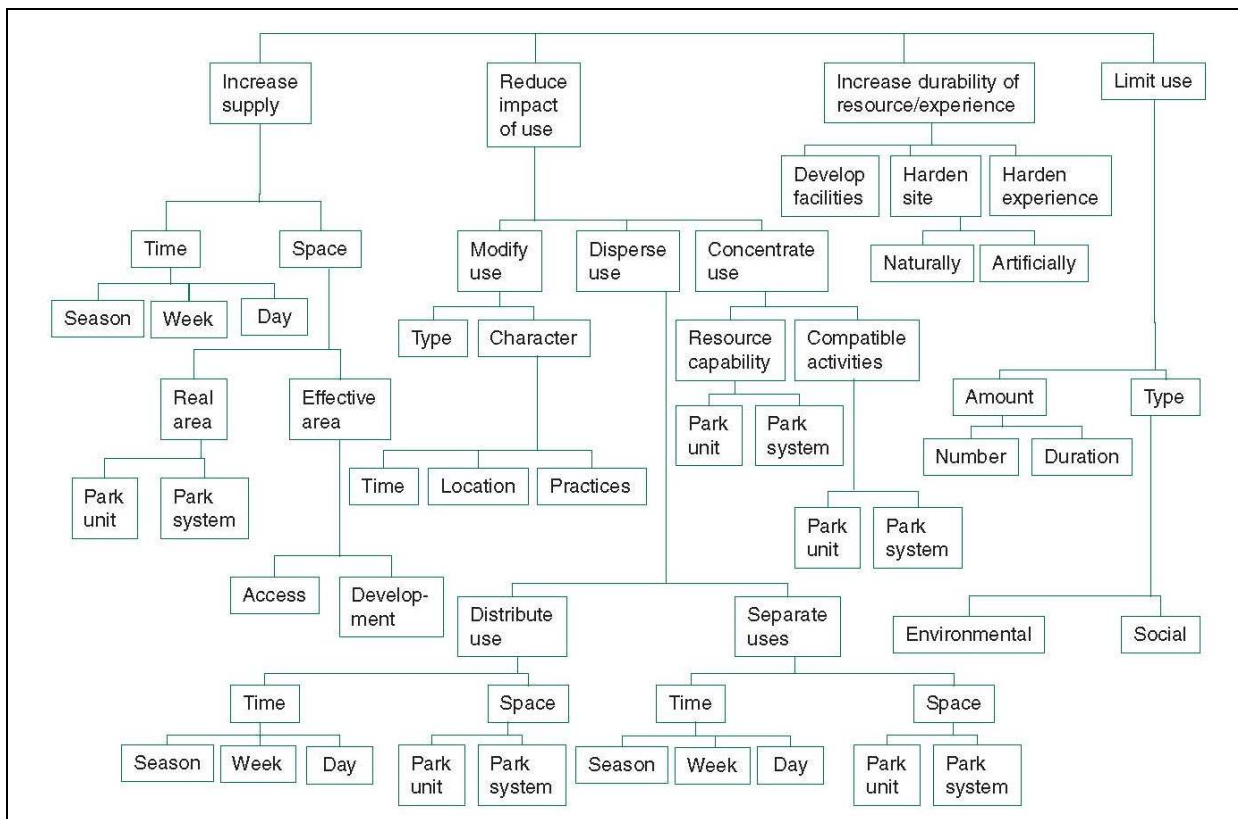 Increase
supply
Reduce
impact
of use
Increase durability of
resource/experience
Limit use
Develop
facilities
Harden
site
Harden
experience
Time
Space
Modify
use
Disperse
use
Concentrate
use
Naturally
Artificially
Season
Week
Day
Type
Character
Resource
capability
Compatible
activities
Real
area
Effective
area
Amount
Type
Park
unit
Park
system
Number
Duration
Park
unit
Park
system
Time
Location
Practices
Park
unit
Park
system
Access
Develop-
ment
Distribute
use
Separate
uses
Environmental
Social
Time
Space
Time
Space
Season
Week
Day
Park
unit
Park
system
Season
Week
Day
Park
unit
Park
system